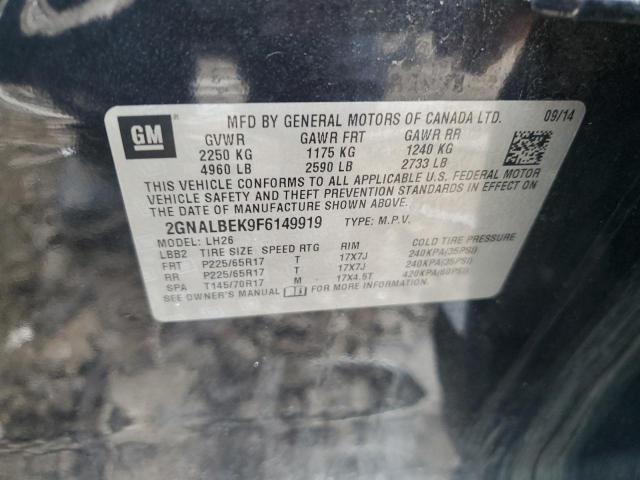 GM
MFD BY GENERAL MOTORS OF CANADA LTD. 09/14
GVWR GAWR FRT GAWR RR
2250 KG 1175 KG 1240 KG
4960 LB 2590 LB 2733 LB
THIS VEHICLE CONFORMS TO ALL APPLICABLE U.S. FEDERAL MOTOR
VEHICLE SAFETY AND THEFT PREVENTION STANDARDS IN EFFECT ON
THE DATE OF MANUFACTURE SHOWN ABOVE.
2GNALBEK9F6149919 TYPE: M.P.V.
MODEL: LH26
LBB2 TIRE SIZE SPEED RTG RIM COLD TIRE PRESSURE
FRT P225/65R17 T 17X7J 240KPA(35PSI)
RR P225/65R17 T 17X7J 240KPA(35PSI)
SPA T145/70R17 M 17X4.5T 420KPA(60PSI)
SEE OWNER'S MANUAL FOR MORE INFORMATION.